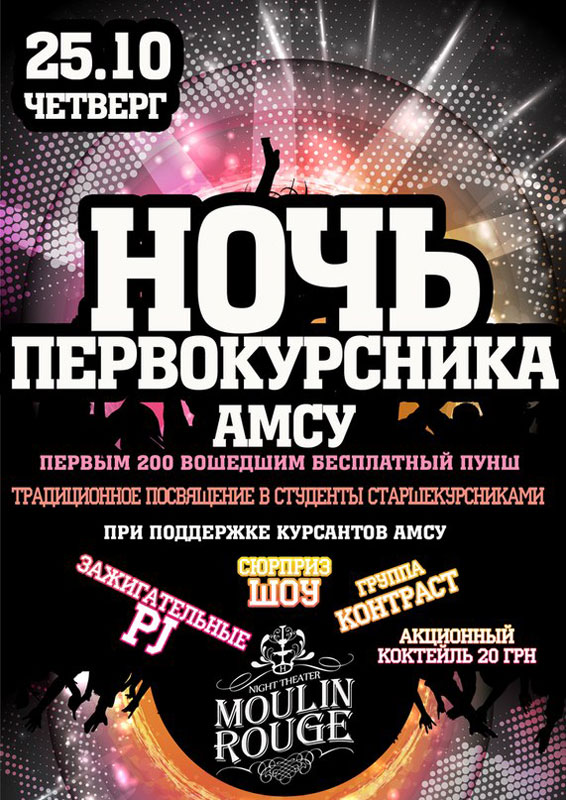 25.10
ЧЕТВЕРГ
НОЧЬ
ПЕРВОКУРСНИКА
АМСУ
ПЕРВЫМ 200 ВОШЕДШИМ БЕСПЛАТНЫЙ ПУНШ
ТРАДИЦИОННОЕ ПОСВЯЩЕНИЕ В СТУДЕНТЫ СТАРШЕКУРСНИКАМИ
ПРИ ПОДДЕРЖКЕ КУРСАНТОВ АМСУ
ЗАЖИГАТЕЛЬНЫЕ
PJ
СЮРПРИЗ
ШОУ
ГРУППА
КОНТРАСТ
АКЦИОННЫЙ
КОКТЕЙЛЬ 20 ГРН
NIGHT THEATER
MOULIN
ROUGE